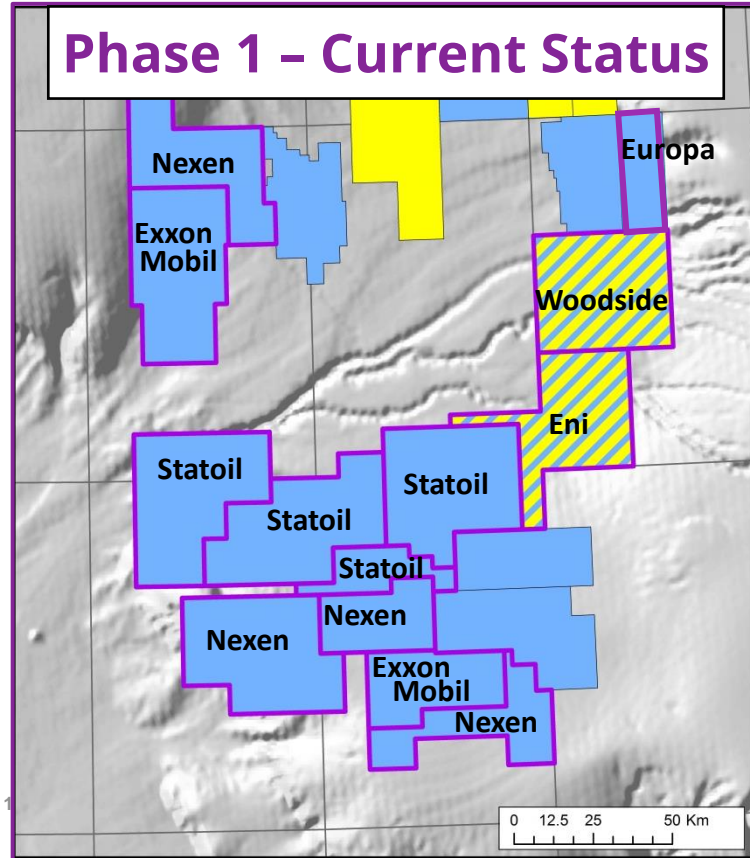 Phase 1 – Current Status
Europa
Nexen
Exxon
Mobil
Woodside
Eni
Statoil
Statoil
Statoil
Statoil
Nexen
Nexen
Exxon
Mobil
Nexen
1
0 12.5 25 50 Km